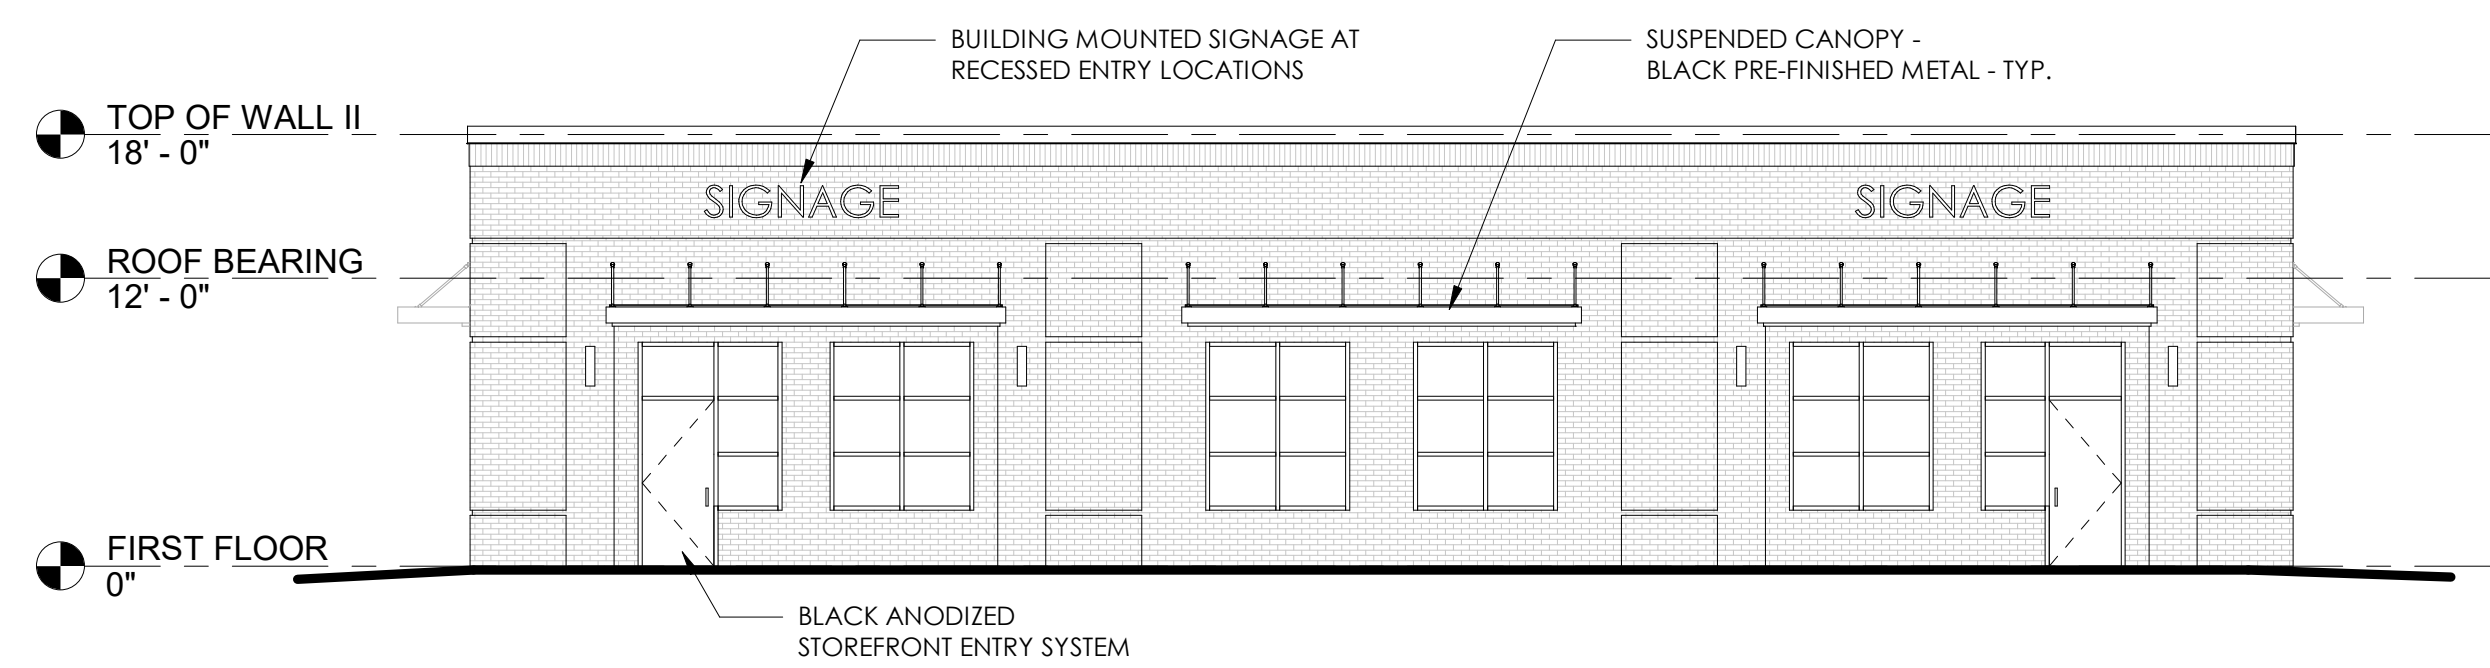 BUILDING MOUNTED SIGNAGE AT
RECESSED ENTRY LOCATIONS
SUSPENDED CANOPY -
BLACK PRE-FINISHED METAL - TYP.
TOP OF WALL II
18' - 0"
SIGNAGE
SIGNAGE
ROOF BEARING
12' - 0"
FIRST FLOOR
0"
BLACK ANODIZED
STOREFRONT ENTRY SYSTEM